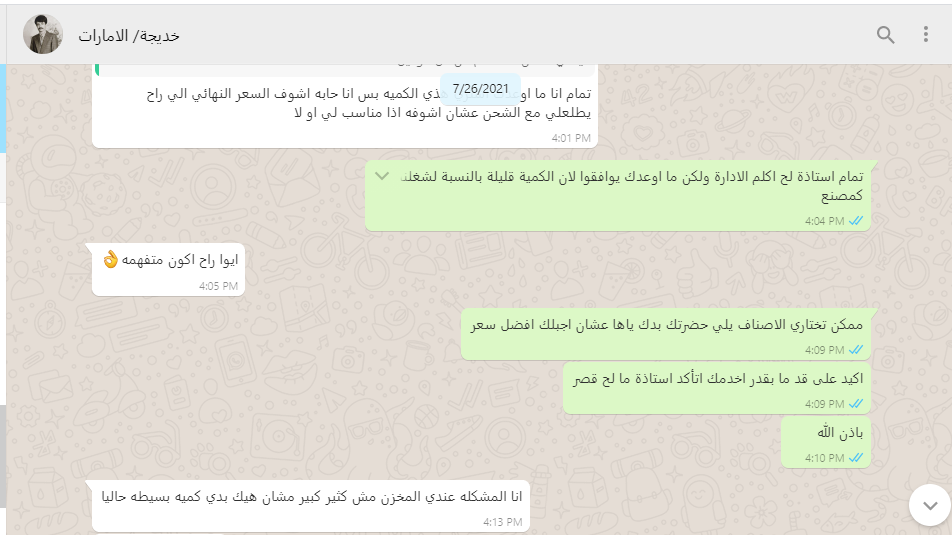 خديجة/ الامارات
7/26/2021
تمام انا ما هذي الكميه بس انا حابه اشوف السعر النهائي الي راح
يطلعلي مع الشحن عشان اشوفه اذا مناسب لي او لا
4:01 PM
تمام استاذة لح اكلم الادارة ولكن ما اوعدك يوافقوا لان الكمية قليلة بالنسبة لشغلنا
كمصنع
4:04 PM
ايوا راح اكون متفهمه👌
4:05 PM
ممكن تختاري الاصناف يلي حضرتك بدك ياها عشان اجبلك افضل سعر
4:09 PM
اكيد على قد ما بقدر اخدمك اتأكد استاذة ما لح قصر
4:09 PM
باذن الله
4:10 PM
انا المشكله عندي المخزن مش كثير كبير مشان هيك بدي كميه بسيطه حاليا
4:13 PM